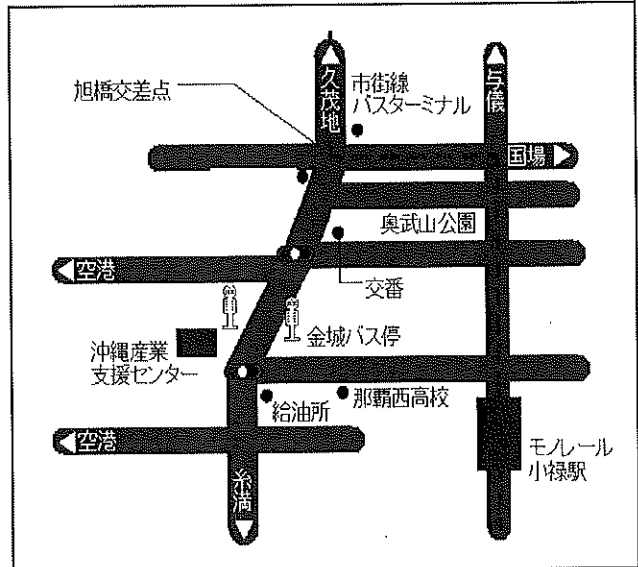 久茂地
与儀
旭橋交差点
市街線
バスターミナル
国場
奥武山公園
空港
交番
沖縄産業
支援センター
金城バス停
給油所
那覇西高校
空港
糸満
モノレール
小禄駅